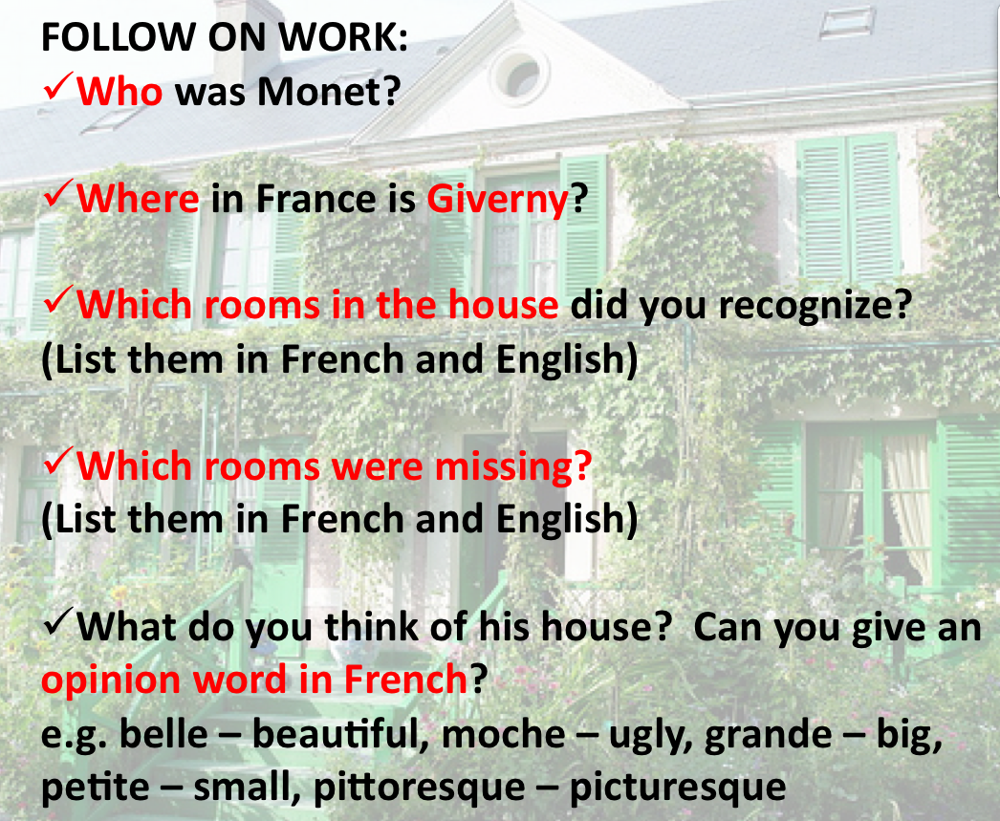 FOLLOW ON WORK:
✓Who was Monet?
✓Where in France is Giverny?
✓Which rooms in the house did you recognize?
(List them in French and English)
✓Which rooms were missing?
(List them in French and English)
✓What do you think of his house?  Can you give an
opinion word in French?
e.g. belle – beautiful, moche – ugly, grande – big,
petite – small, pittoresque – picturesque